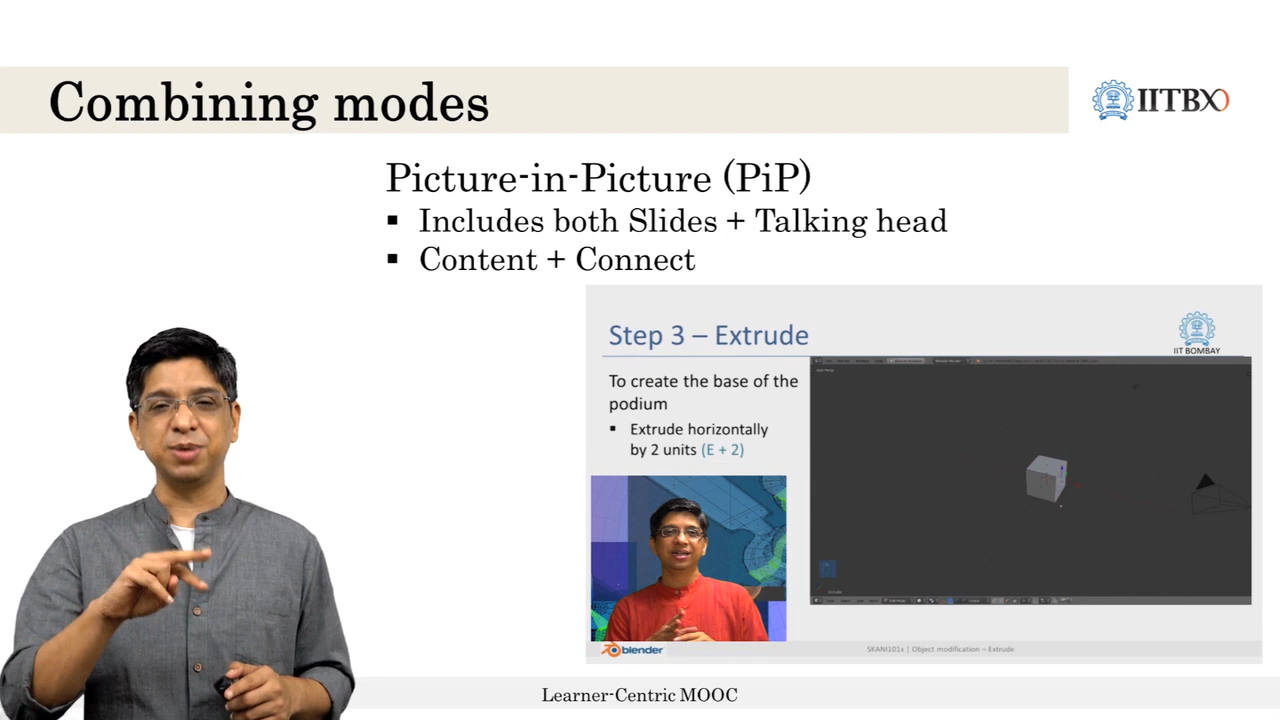 Combining modes
IITBX
Picture-in-Picture (PiP)
▪ Includes both Slides + Talking head
▪ Content + Connect
Step 3 – Extrude
IIT BOMBAY
To create the base of the
podium
▪ Extrude horizontally
by 2 units (E + 2)
blender
SKANI101x | Object modification – Extrude
Learner-Centric MOOC